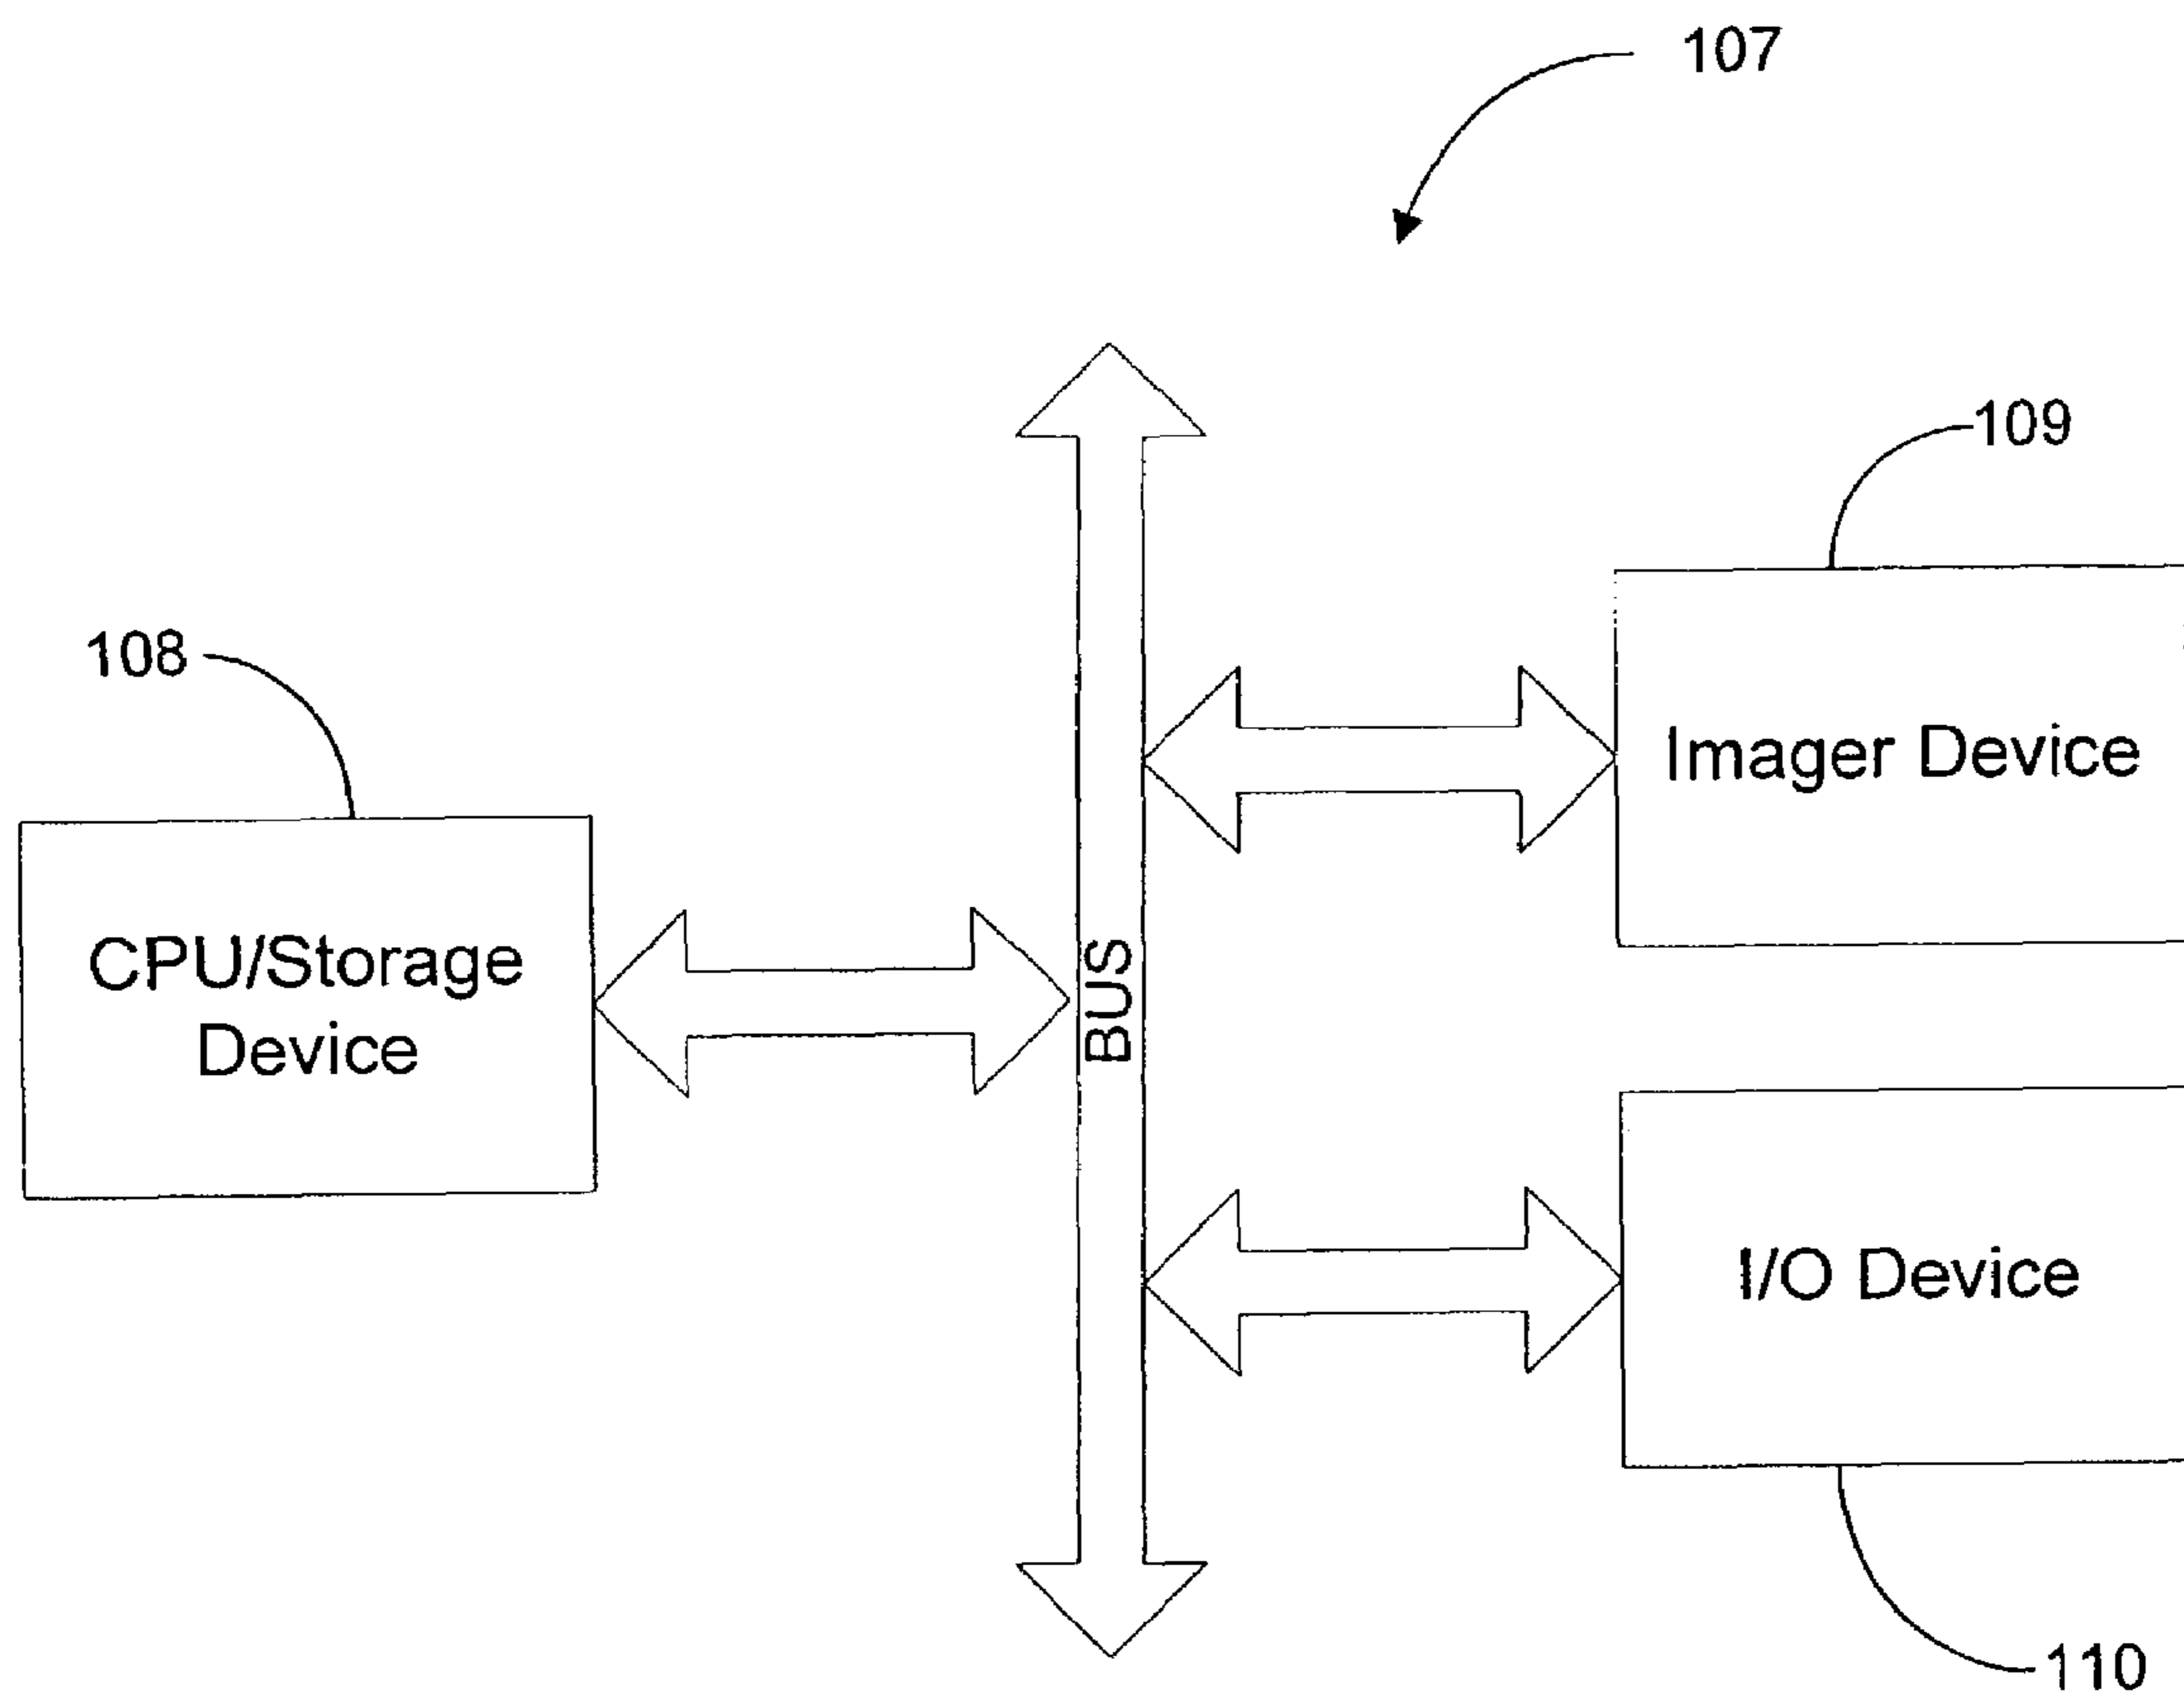 107
109
108
Imager Device
CPU/Storage
Device
BUS
I/O Device
110